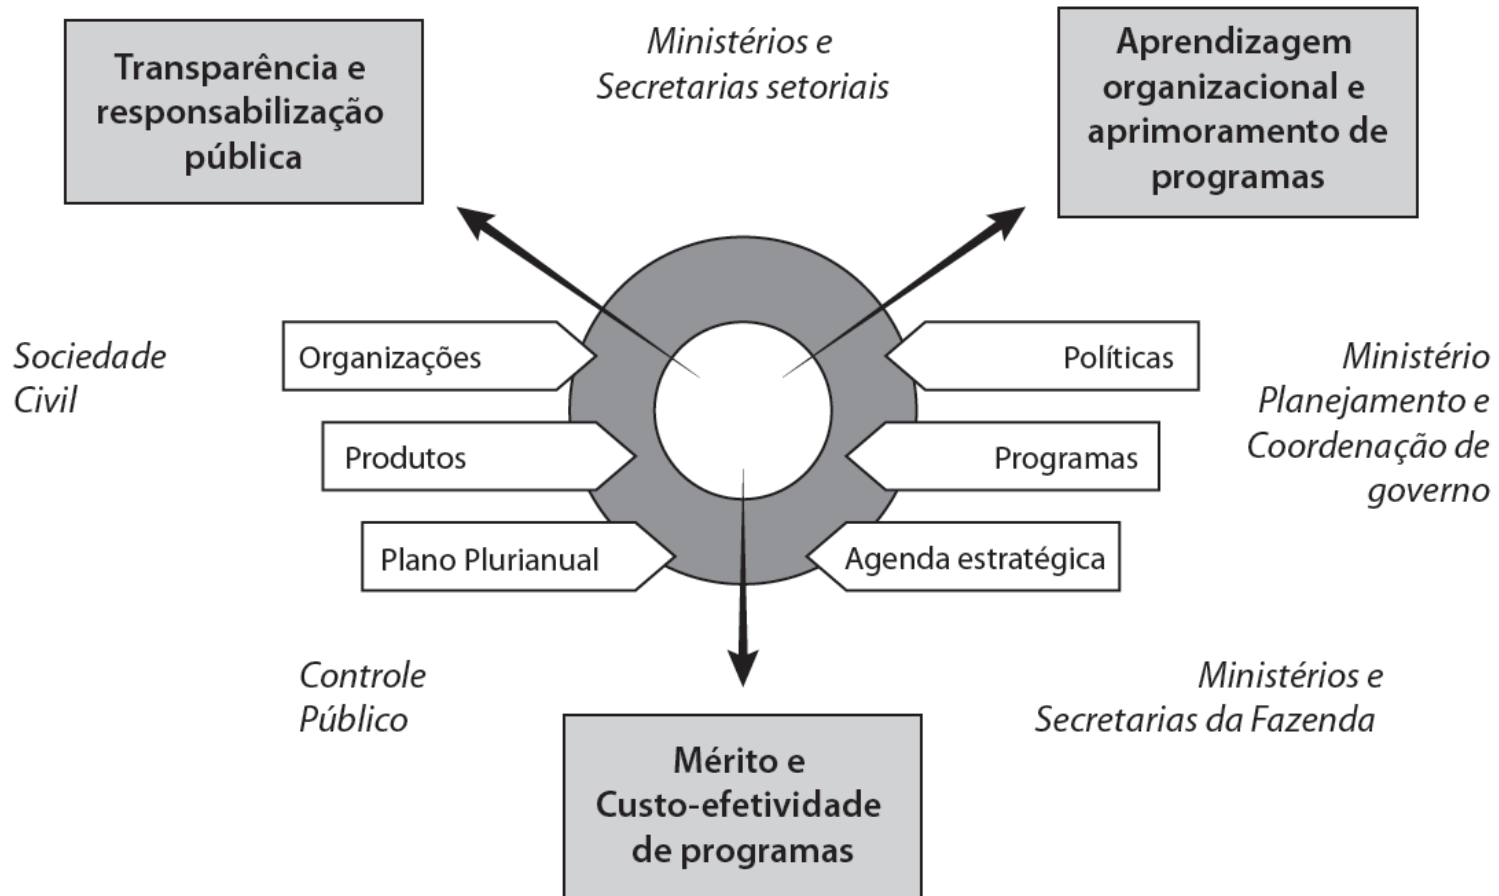 Transparência e
responsabilização
pública
Ministérios e
Secretarias setoriais
Aprendizagem
organizacional e
aprimoramento de
programas
Sociedade
Civil
Organizações
Produtos
Plano Plurianual
Políticas
Programas
Agenda estratégica
Ministério
Planejamento e
Coordenação de
governo
Controle
Público
Mérito e
Custo-efetividade
de programas
Ministérios e
Secretarias da Fazenda